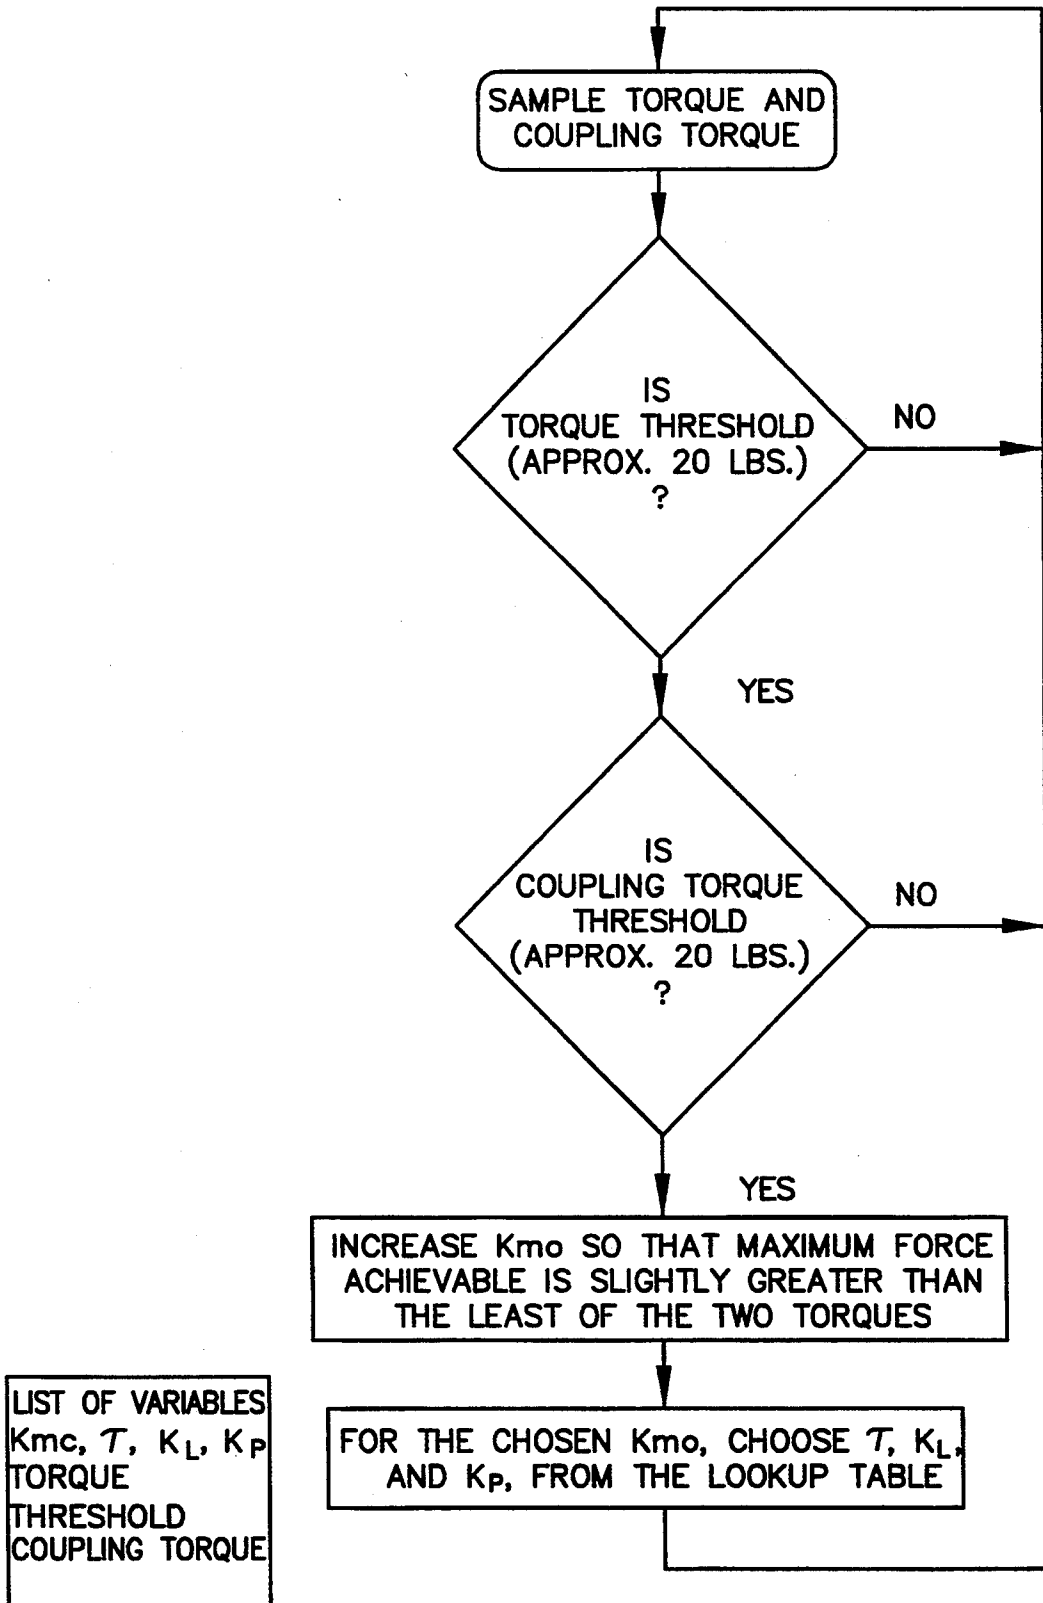 SAMPLE TORQUE AND
COUPLING TORQUE
IS
TORQUE THRESHOLD
(APPROX. 20 LBS.)
?
NO
YES
IS
COUPLING TORQUE
THRESHOLD
(APPROX. 20 LBS.)
?
NO
YES
INCREASE Kmo SO THAT MAXIMUM FORCE
ACHIEVABLE IS SLIGHTLY GREATER THAN
THE LEAST OF THE TWO TORQUES
FOR THE CHOSEN Kmo, CHOOSE 𝒯, KL,
AND KP, FROM THE LOOKUP TABLE
LIST OF VARIABLES
Kmc, 𝒯, KL, KP
TORQUE
THRESHOLD
COUPLING TORQUE